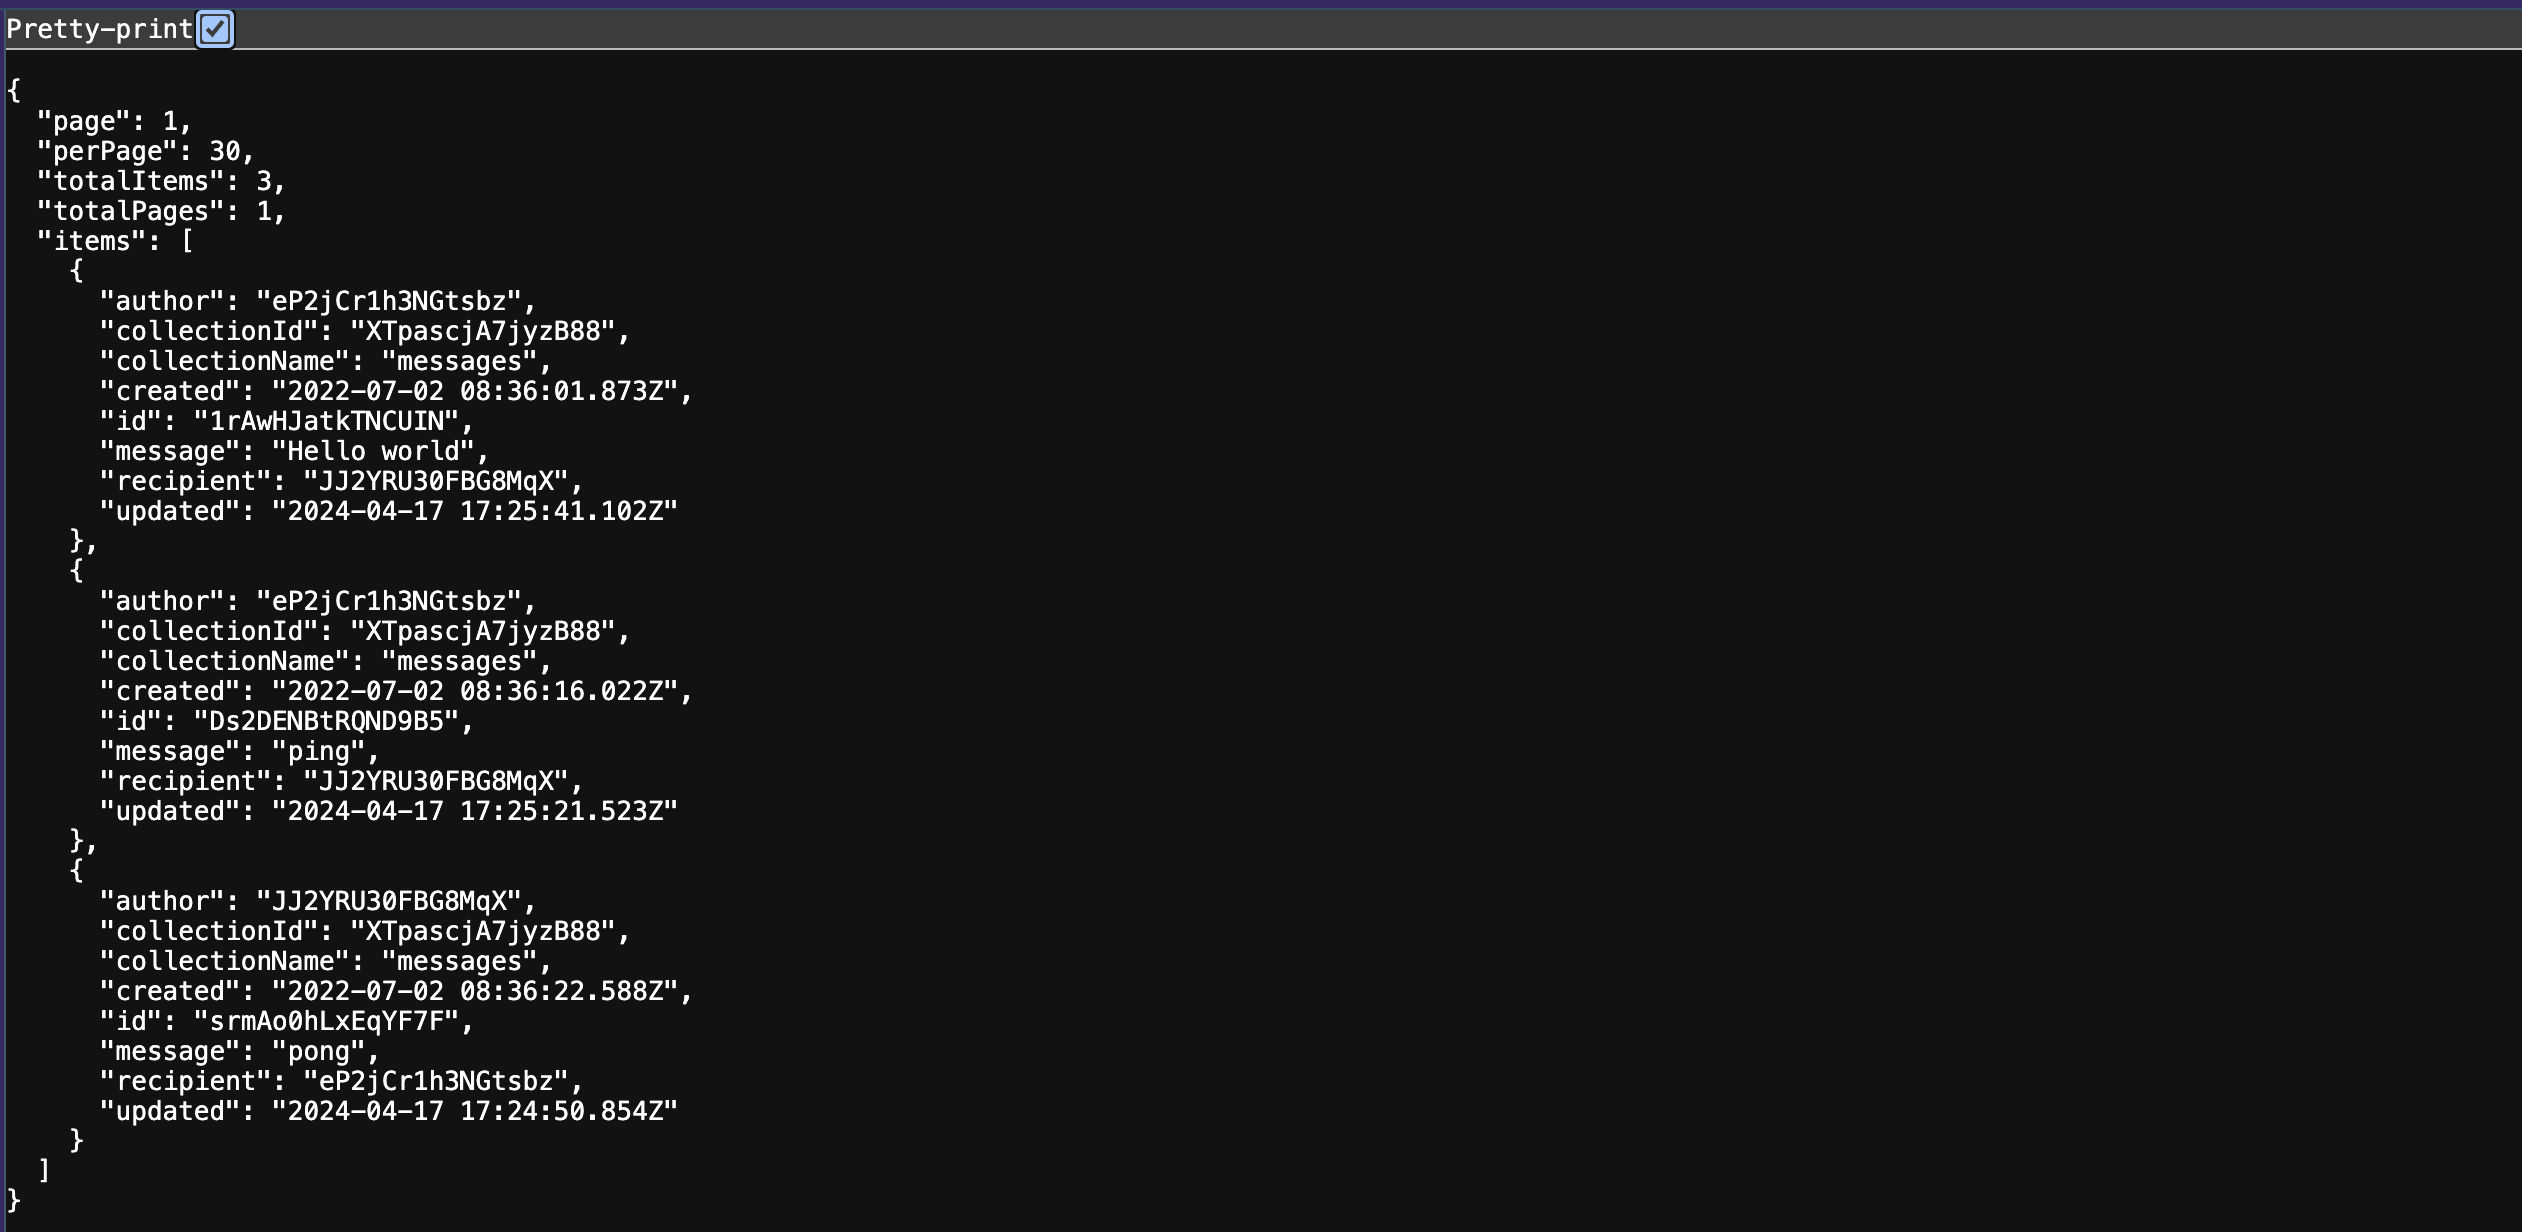 Pretty-print
{
  "page": 1,
  "perPage": 30,
  "totalItems": 3,
  "totalPages": 1,
  "items": [
    {
      "author": "eP2jCr1h3NGtsbz",
      "collectionId": "XTpascjA7jyzB88",
      "collectionName": "messages",
      "created": "2022-07-02 08:36:01.873Z",
      "id": "1rAwHJatkTNCUIN",
      "message": "Hello world",
      "recipient": "JJ2YRU30FBG8MqX",
      "updated": "2024-04-17 17:25:41.102Z"
    },
    {
      "author": "eP2jCr1h3NGtsbz",
      "collectionId": "XTpascjA7jyzB88",
      "collectionName": "messages",
      "created": "2022-07-02 08:36:16.022Z",
      "id": "Ds2DENBtRQND9B5",
      "message": "ping",
      "recipient": "JJ2YRU30FBG8MqX",
      "updated": "2024-04-17 17:25:21.523Z"
    },
    {
      "author": "JJ2YRU30FBG8MqX",
      "collectionId": "XTpascjA7jyzB88",
      "collectionName": "messages",
      "created": "2022-07-02 08:36:22.588Z",
      "id": "srmAo0hLxEqYF7F",
      "message": "pong",
      "recipient": "eP2jCr1h3NGtsbz",
      "updated": "2024-04-17 17:24:50.854Z"
    }
  ]
}